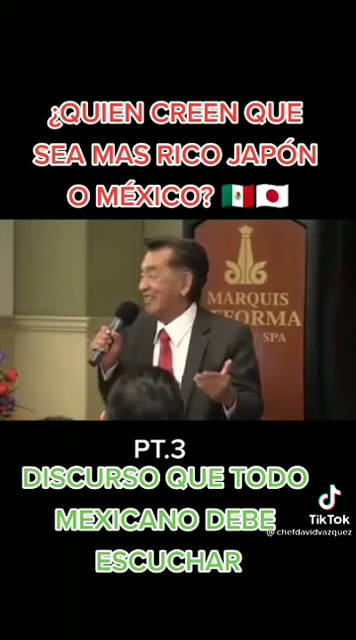 ¿QUIEN CREEN QUE
SEA MAS RICO JAPÓN
O MÉXICO? 🇲🇽🇯🇵
MARQUIS
REFORMA
SPA
PT.3
DISCURSO QUE TODO
MEXICANO DEBE
ESCUCHAR
TikTok
@chefdavidvazquez